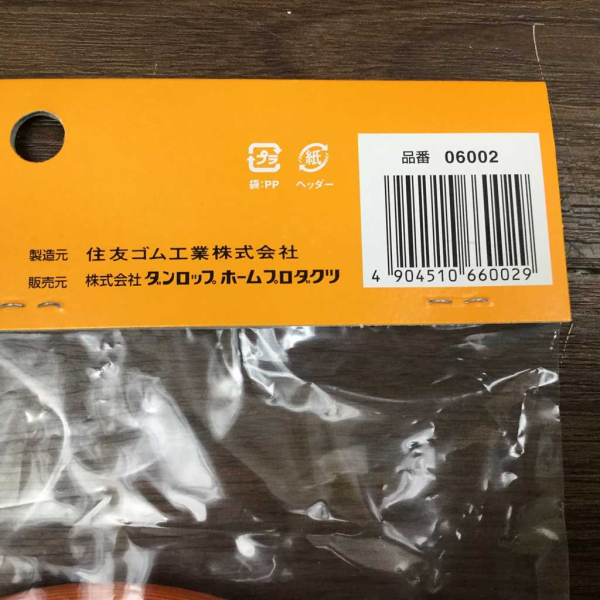 品番 06002
プラ 紙
袋:PP ヘッダー
製造元 住友ゴム工業株式会社
販売元 株式会社 ダンロップ ホームプロダクツ
4 904510 660029